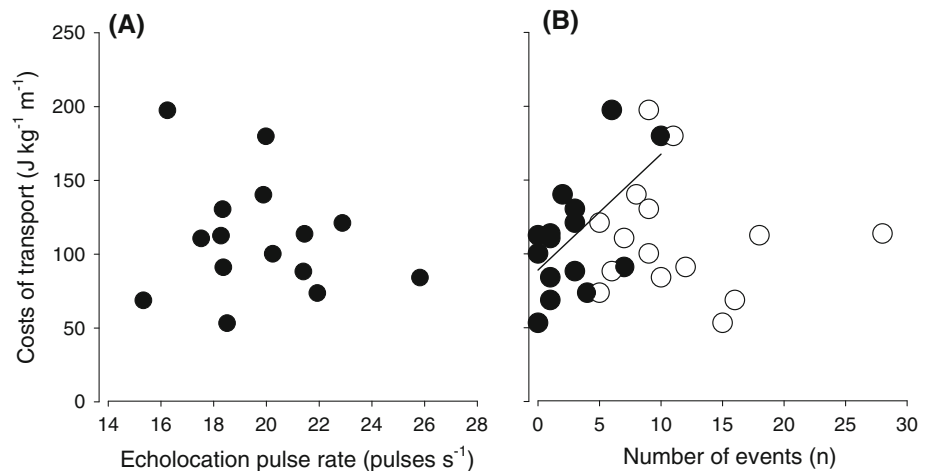 (A)
(B)
Costs of transport (J kg⁻¹ m⁻¹)
250
200
150
100
50
0
14 16 18 20 22 24 26 28
0 5 10 15 20 25 30
Echolocation pulse rate (pulses s⁻¹)
Number of events (n)